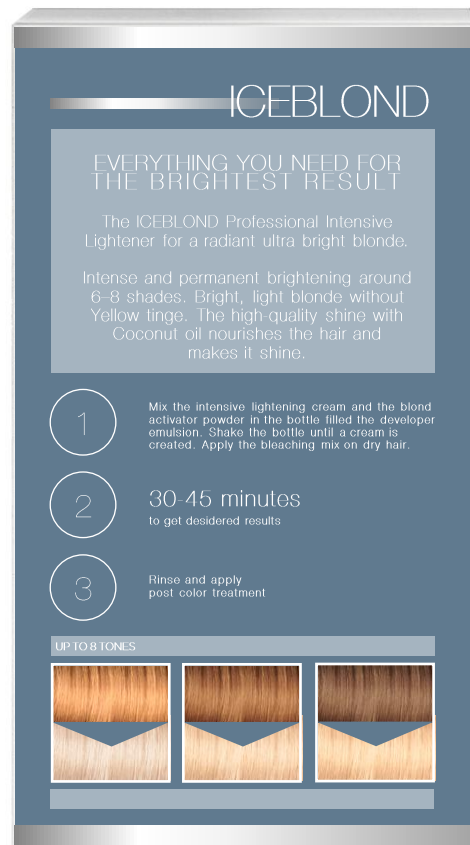 ICEBLOND
EVERYTHING YOU NEED FOR
THE BRIGHTEST RESULT
The ICEBLOND Professional Intensive
Lightener for a radiant ultra bright blonde.
Intense and permanent brightening around
6–8 shades. Bright, light blonde without
Yellow tinge. The high-quality shine with
Coconut oil nourishes the hair and
makes it shine.
1
Mix the intensive lightening cream and the blond
activator powder in the bottle filled the developer
emulsion. Shake the bottle until a cream is
created. Apply the bleaching mix on dry hair.
2
30-45 minutes
to get desidered results
3
Rinse and apply
post color treatment
UP TO 8 TONES